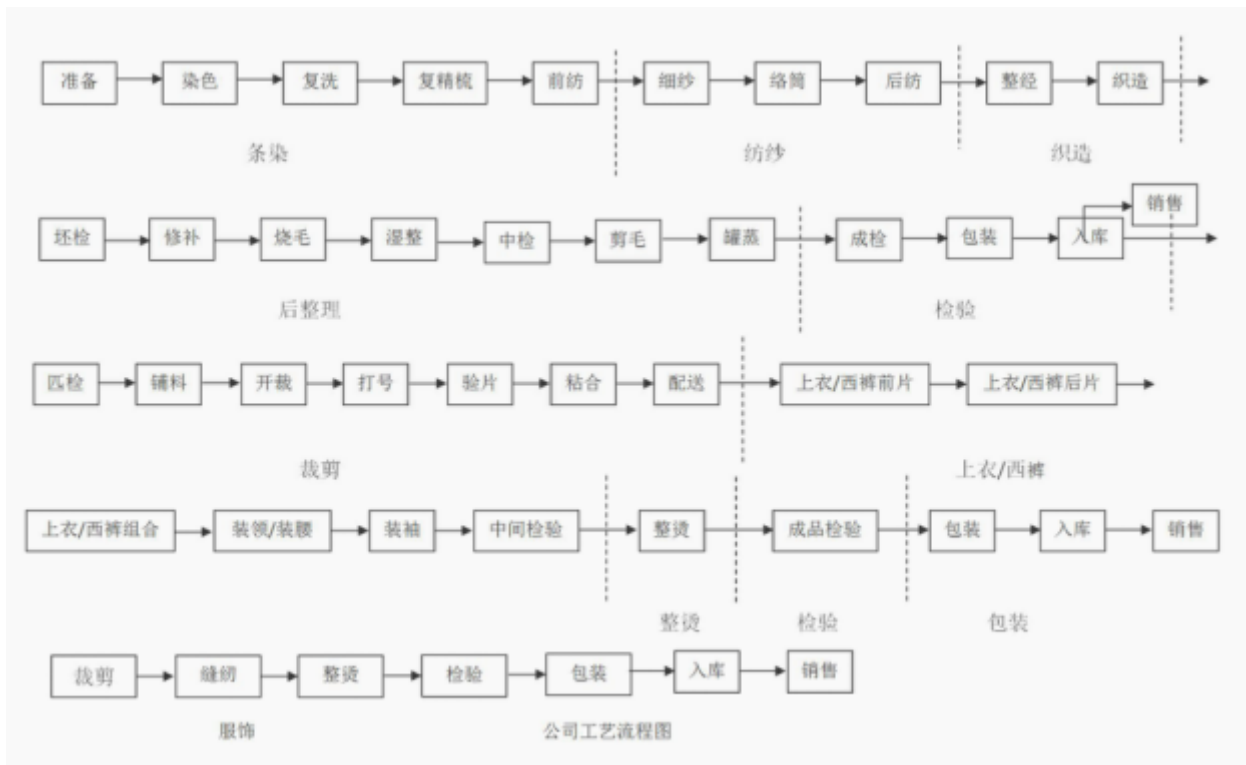 准备 染色 复洗 复精梳 前纺 细纱 络筒 后纺 整经 织造
条染 纺纱 织造
销售
坯检 修补 烧毛 湿整 中检 剪毛 罐蒸 成检 包装 入库
后整理 检验
匹检 铺料 开裁 打号 验片 粘合 配送 上衣/西裤前片 上衣/西裤后片
裁剪 上衣/西裤
上衣/西裤组合 装领/装腰 装袖 中间检验 整烫 成品检验 包装 入库 销售
整烫 检验 包装
裁剪 缝纫 整烫 检验 包装 入库 销售
服饰 公司工艺流程图